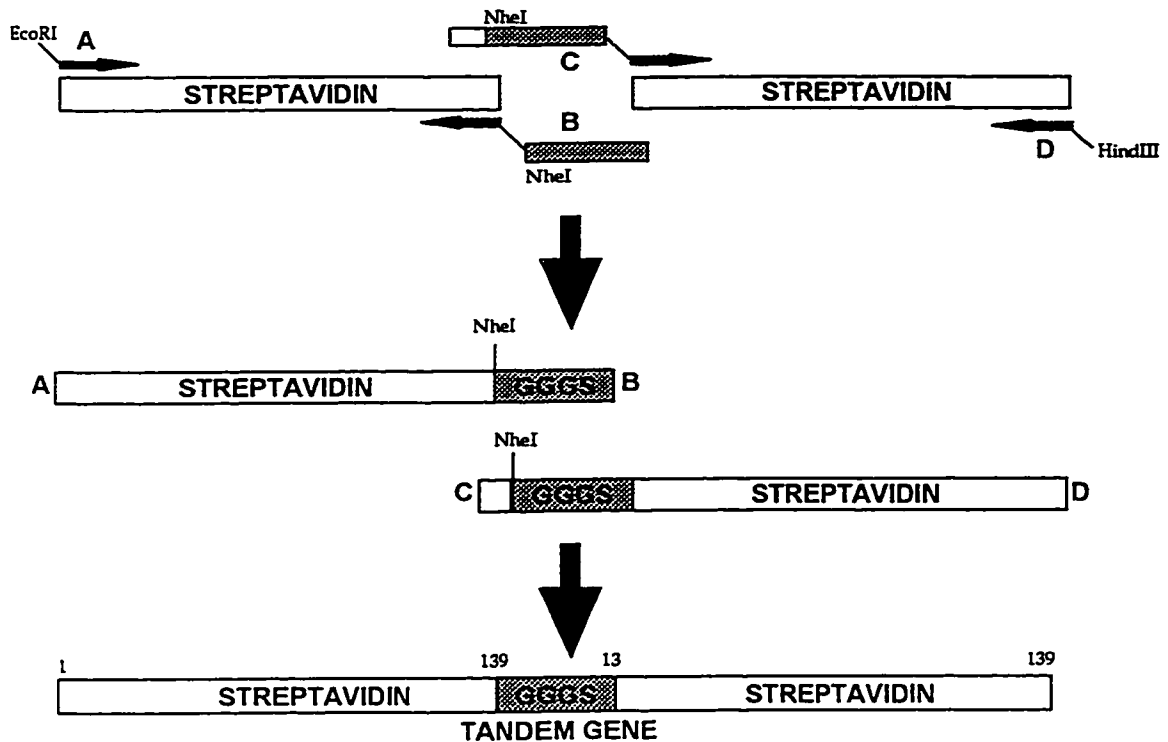 NheI
EcoRI
A
C
STREPTAVIDIN
STREPTAVIDIN
B
D
HindIII
NheI
NheI
A
STREPTAVIDIN
GGGS
B
NheI
C
GGGS
STREPTAVIDIN
D
1
139
13
139
STREPTAVIDIN
GGGS
STREPTAVIDIN
TANDEM GENE